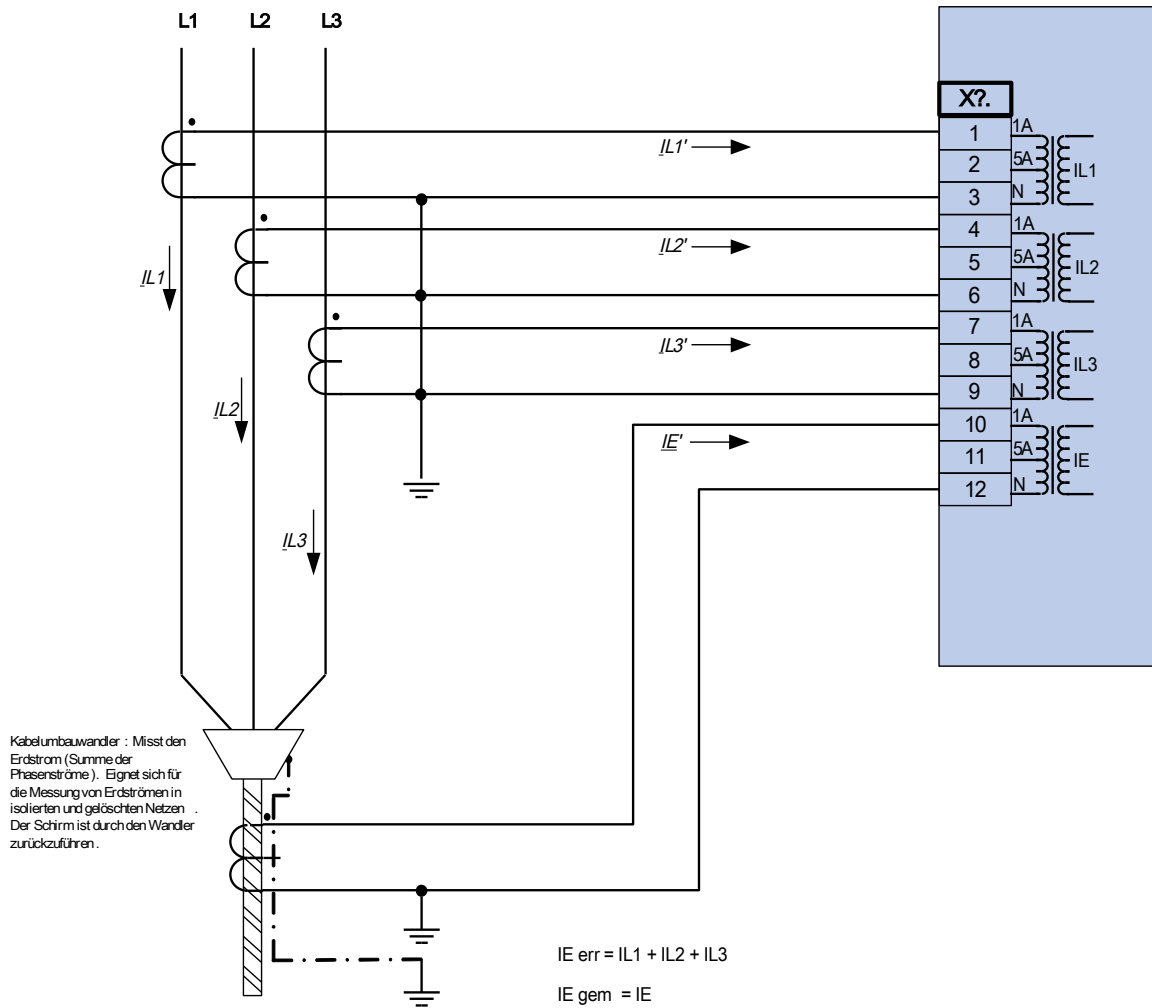 L1 L2 L3
X?.
1 1A
2 5A IL1
3 N
4 1A
5 5A IL2
6 N
7 1A
8 5A IL3
9 N
10 1A
11 5A IE
12 N
IL1'
IL2'
IL3'
IE'
IL1
IL2
IL3
Kabelumbauwandler : Misst den
Erdstrom (Summe der
Phasenströme). Eignet sich für
die Messung von Erdströmen in
isolierten und gelöschten Netzen .
Der Schirm ist durch den Wandler
zurückzuführen .
IE err = IL1 + IL2 + IL3
IE gem = IE